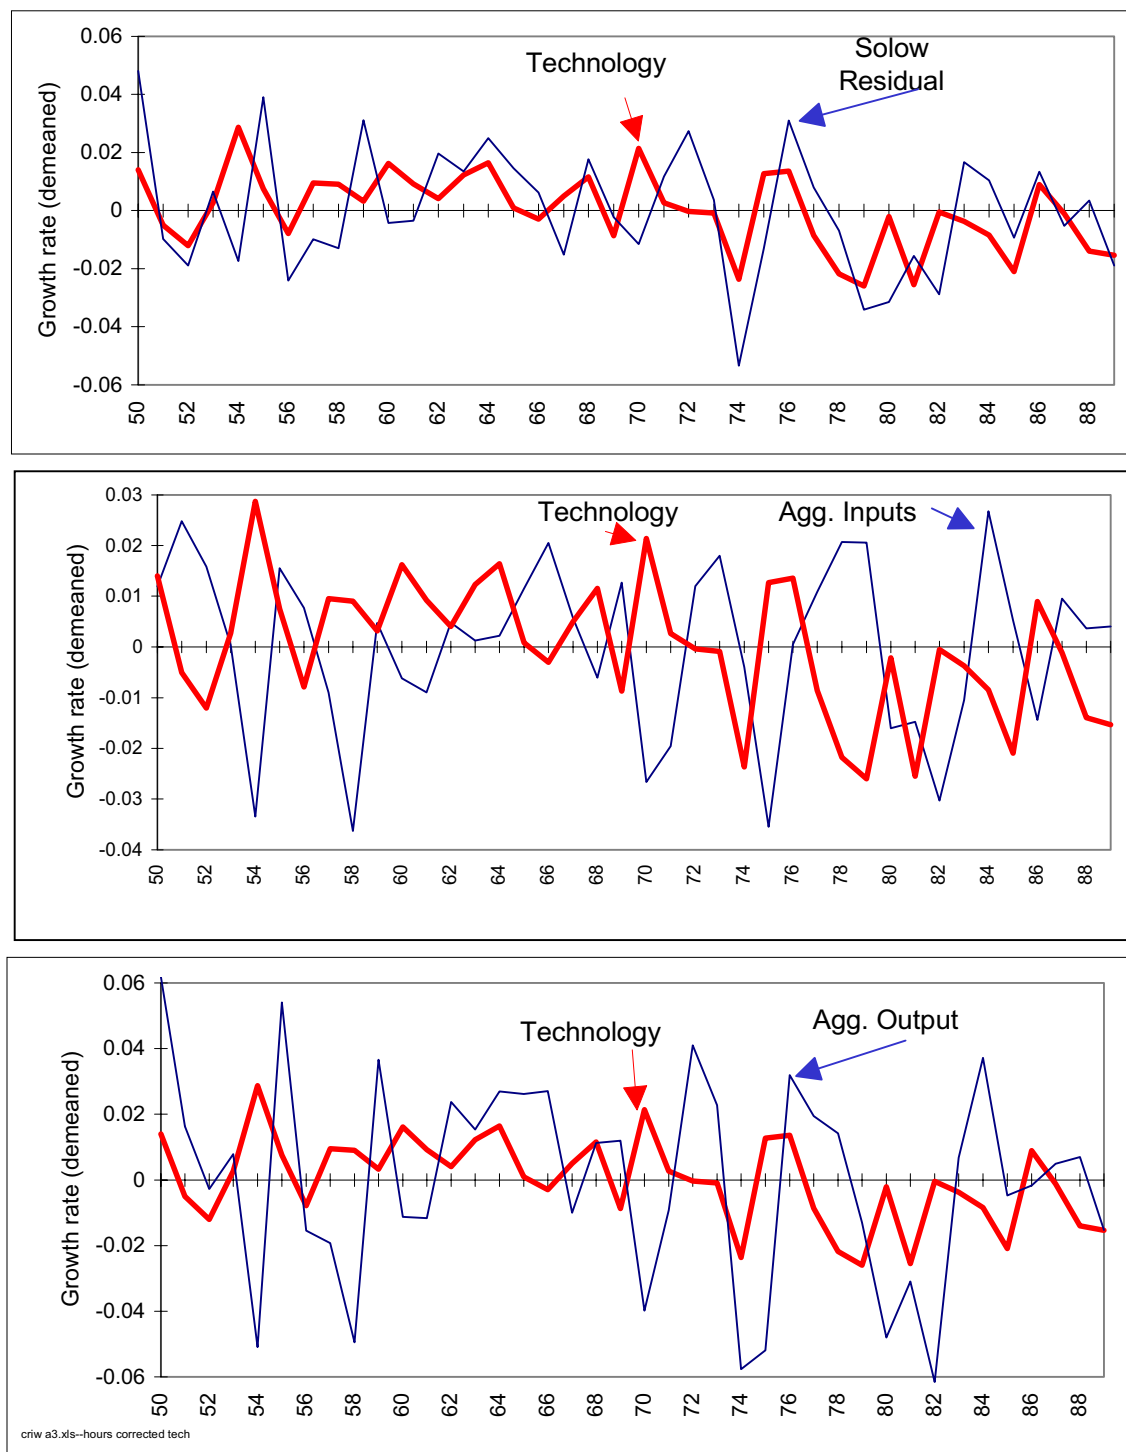 0.06
0.04
0.02
0
-0.02
-0.04
-0.06
Growth rate (demeaned)
Technology
Solow
Residual
50 52 54 56 58 60 62 64 66 68 70 72 74 76 78 80 82 84 86 88
0.03
0.02
0.01
0
-0.01
-0.02
-0.03
-0.04
Growth rate (demeaned)
Technology
Agg. Inputs
50 52 54 56 58 60 62 64 66 68 70 72 74 76 78 80 82 84 86 88
0.06
0.04
0.02
0
-0.02
-0.04
-0.06
Growth rate (demeaned)
Technology
Agg. Output
50 52 54 56 58 60 62 64 66 68 70 72 74 76 78 80 82 84 86 88
criw a3.xls--hours corrected tech